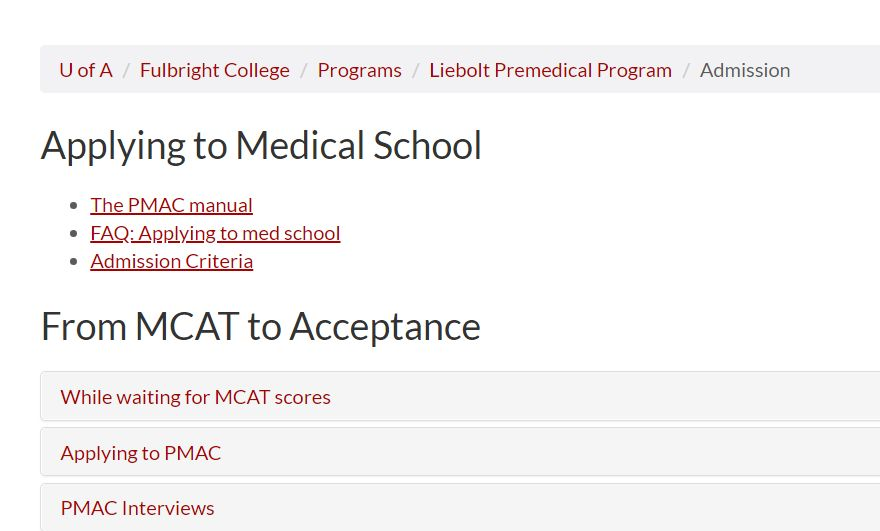 U of A / Fulbright College / Programs / Liebolt Premedical Program / Admission
Applying to Medical School
The PMAC manual
FAQ: Applying to med school
Admission Criteria
From MCAT to Acceptance
While waiting for MCAT scores
Applying to PMAC
PMAC Interviews